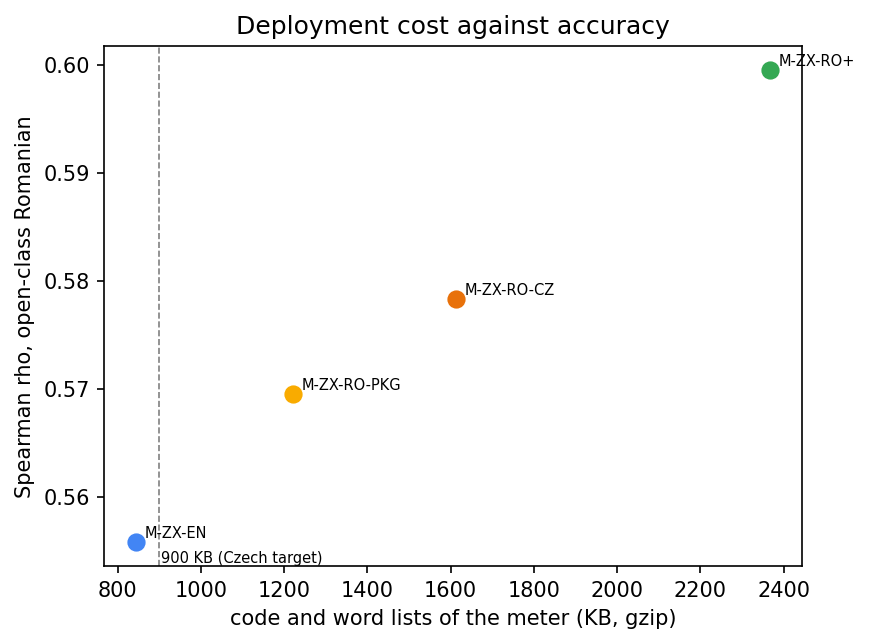 Deployment cost against accuracy
Spearman rho, open-class Romanian
0.60
0.59
0.58
0.57
0.56
M-ZX-RO+
M-ZX-RO-CZ
M-ZX-RO-PKG
M-ZX-EN
900 KB (Czech target)
800 1000 1200 1400 1600 1800 2000 2200 2400
code and word lists of the meter (KB, gzip)